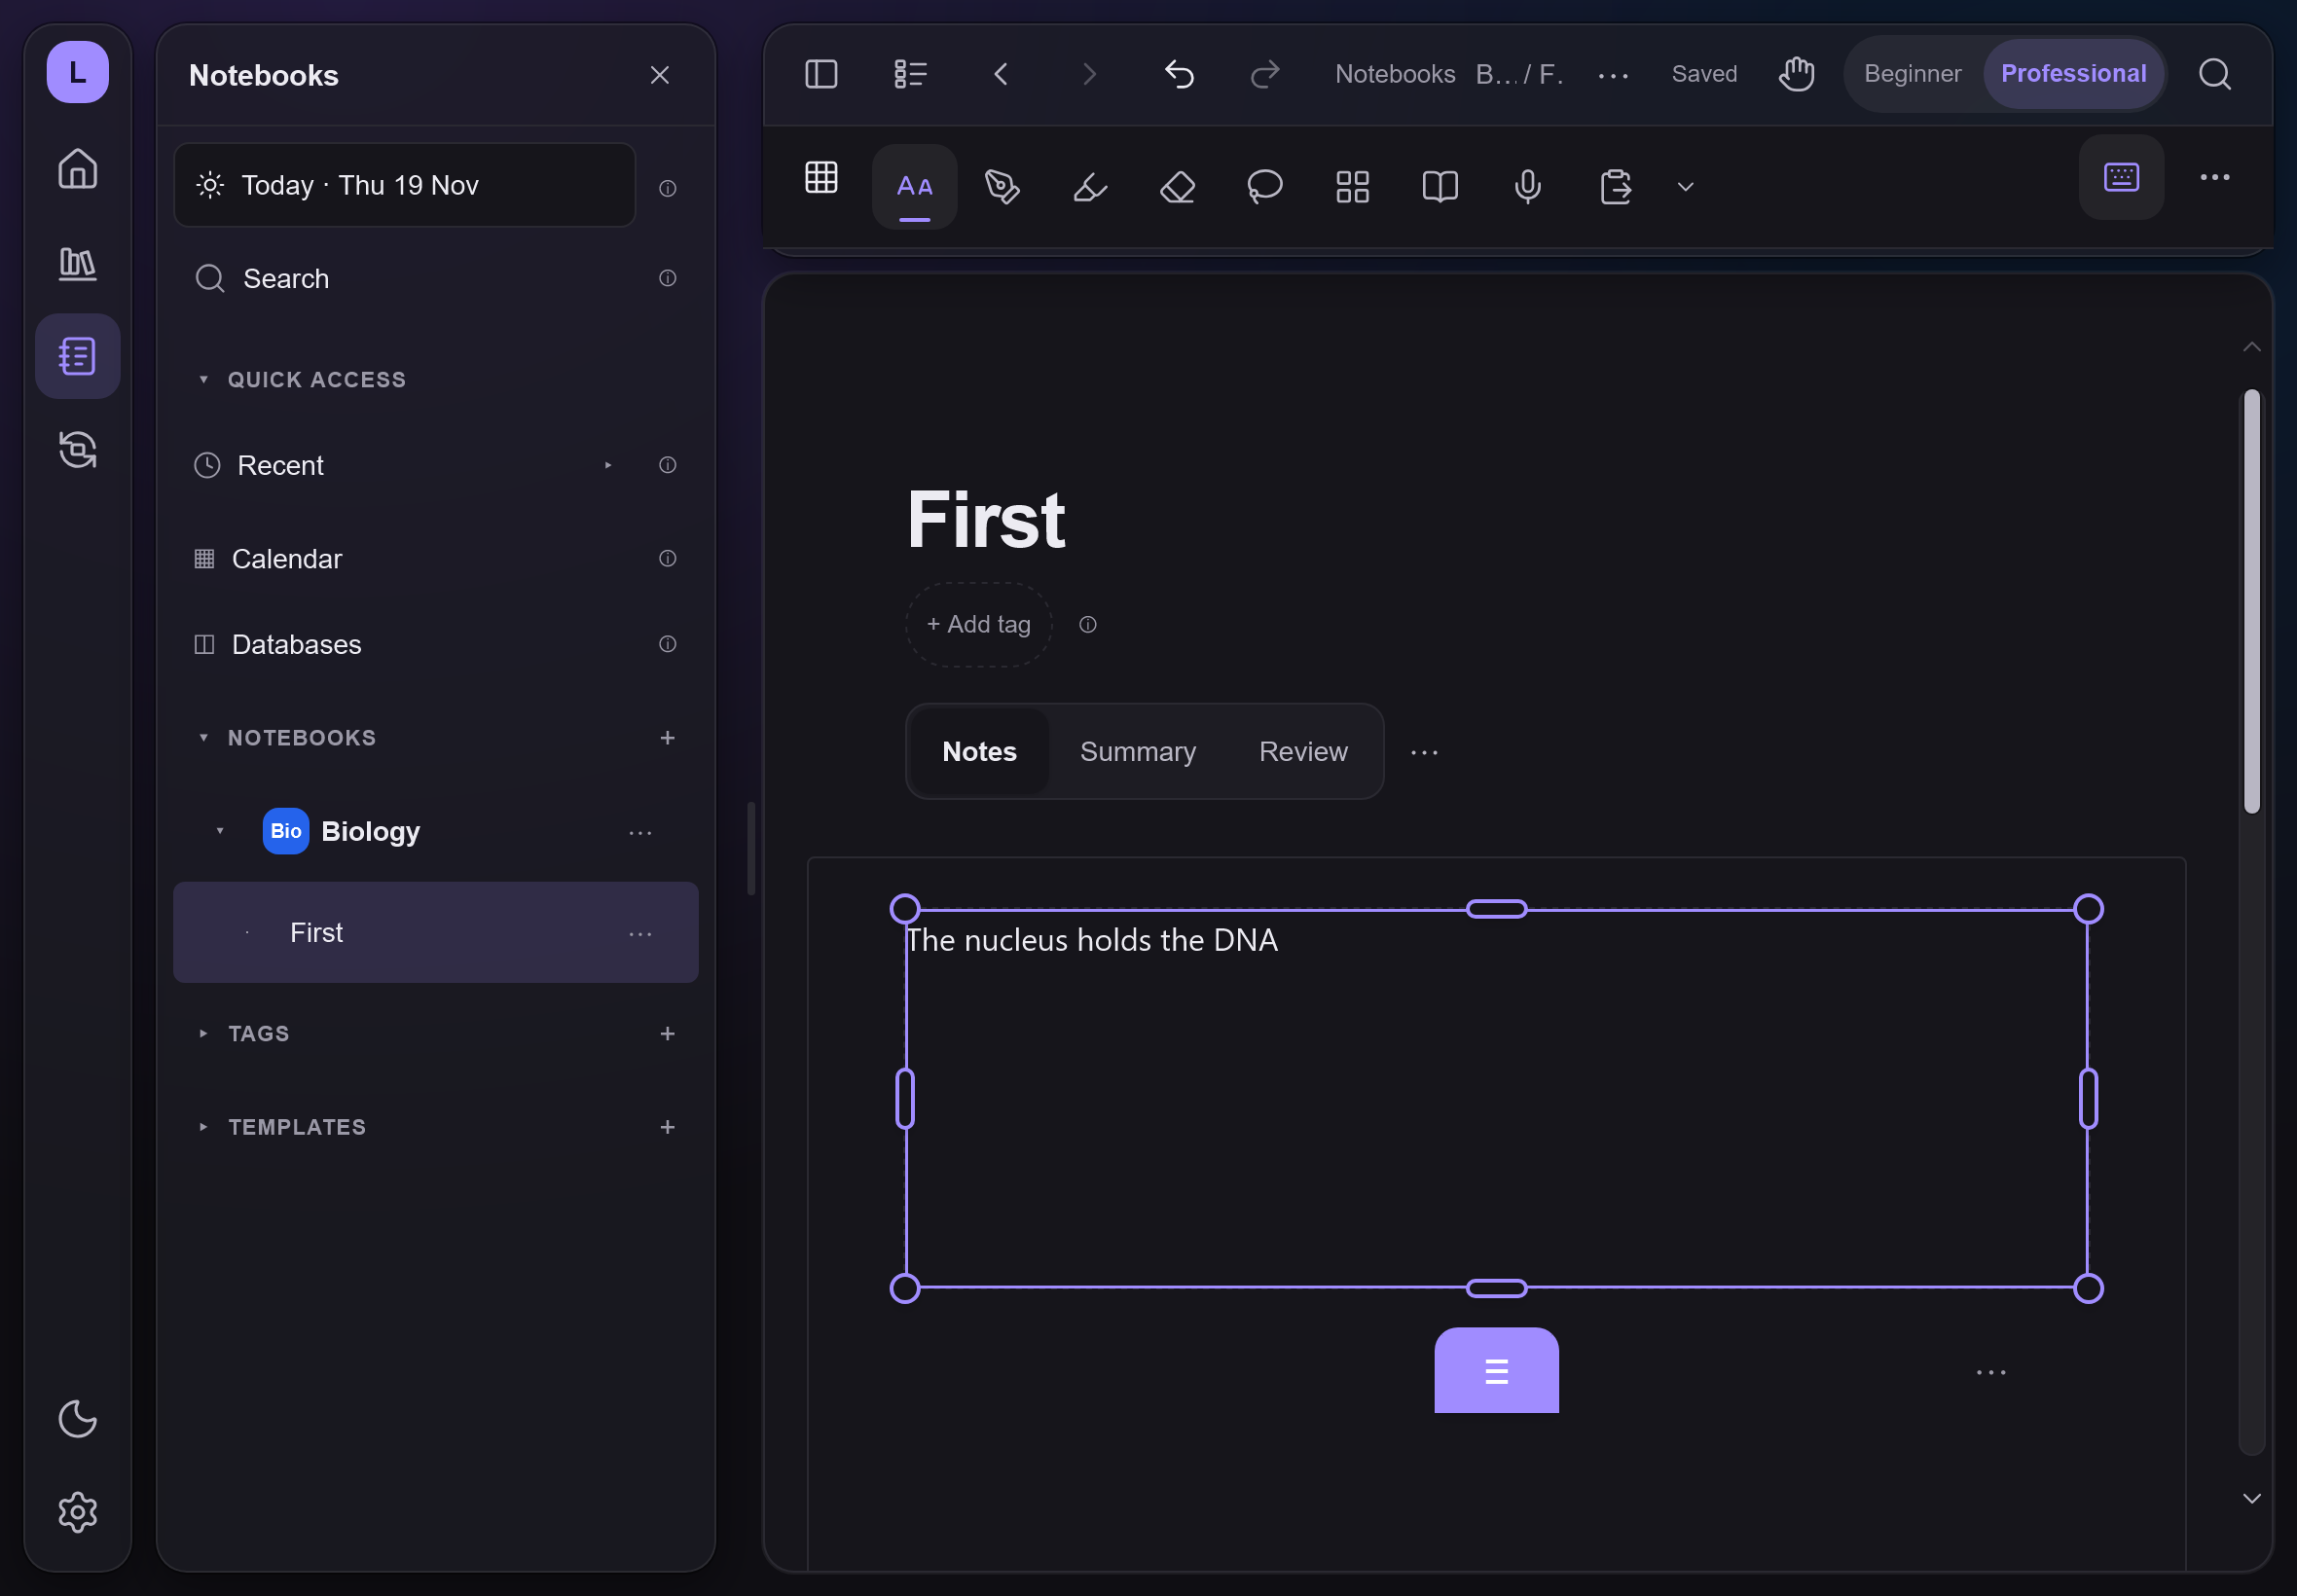 L
Notebooks
Today · Thu 19 Nov
Search
QUICK ACCESS
Recent
Calendar
Databases
NOTEBOOKS
Bio Biology
First
TAGS
TEMPLATES
Notebooks B... / F.
Saved
Beginner
Professional
AA
First
+ Add tag
Notes
Summary
Review
The nucleus holds the DNA